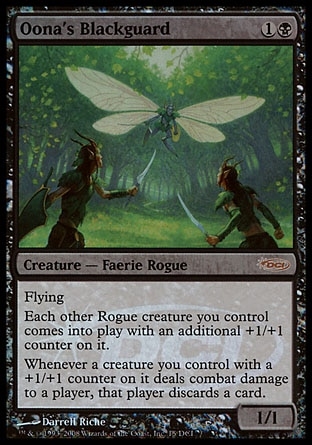 Oona's Blackguard 1
Creature — Faerie Rogue DCI
Flying
Each other Rogue creature you control
comes into play with an additional +1/+1
counter on it.
Whenever a creature you control with a
+1/+1 counter on it deals combat damage
to a player, that player discards a card.
Darrell Riche
1/1